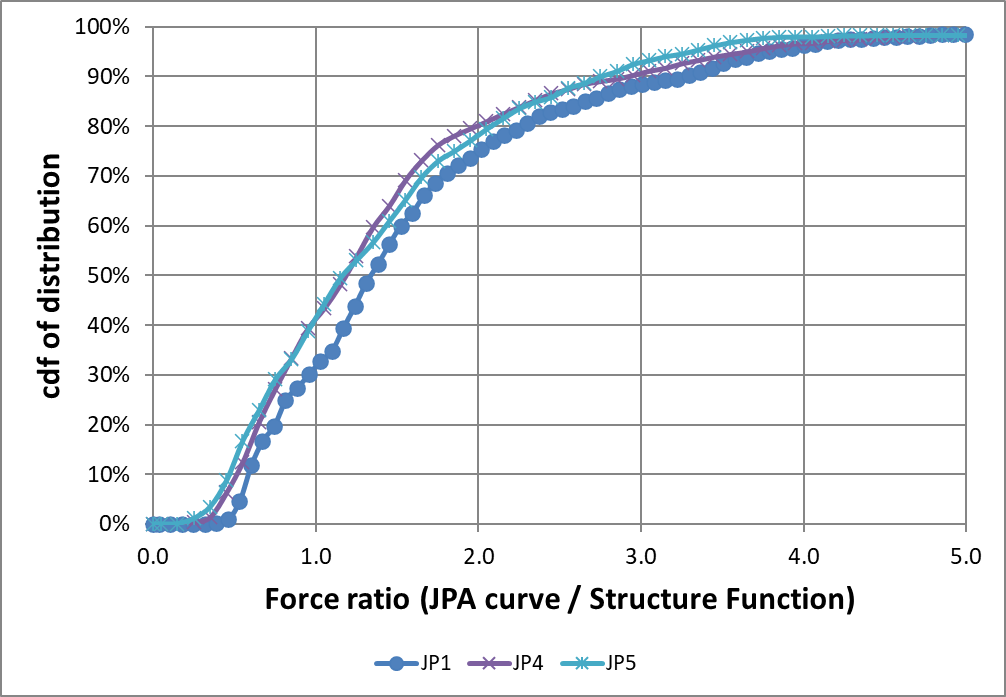 100%
90%
80%
70%
60%
50%
40%
30%
20%
10%
0%
cdf of distribution
0.0 1.0 2.0 3.0 4.0 5.0
Force ratio (JPA curve / Structure Function)
JP1 JP4 JP5